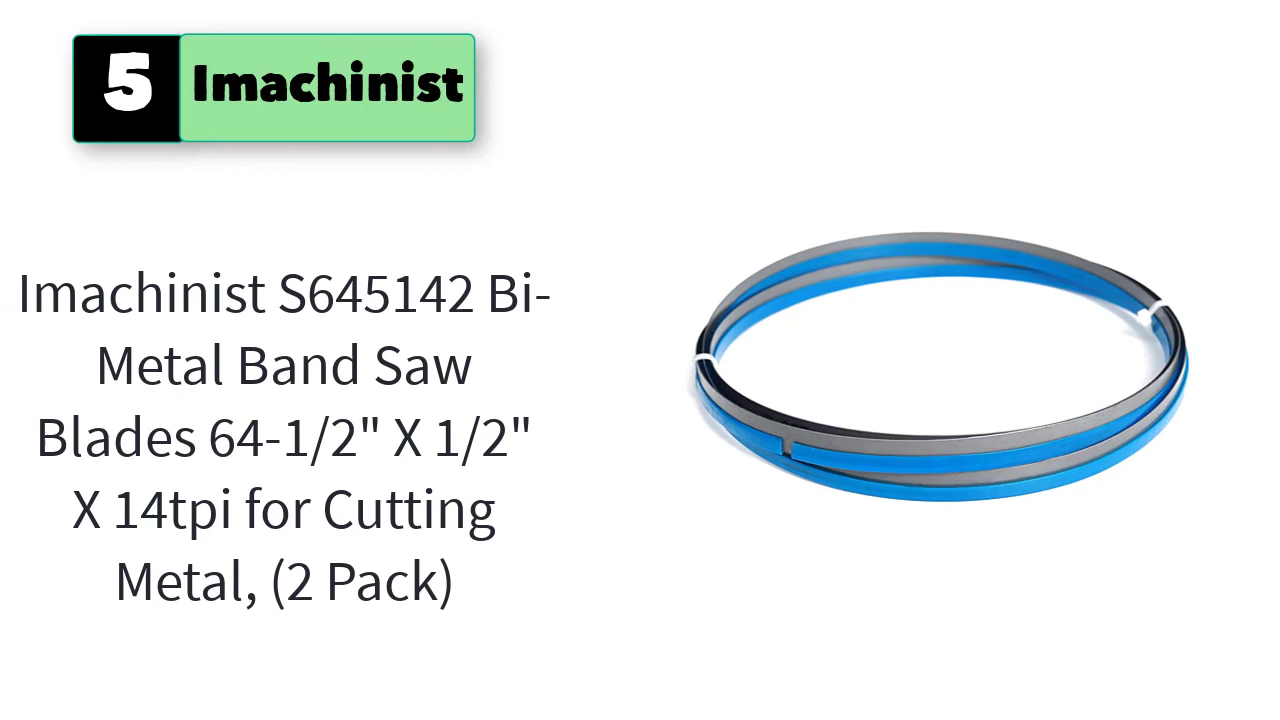 5 Imachinist
Imachinist S645142 Bi-
Metal Band Saw
Blades 64-1/2" X 1/2"
X 14tpi for Cutting
Metal, (2 Pack)